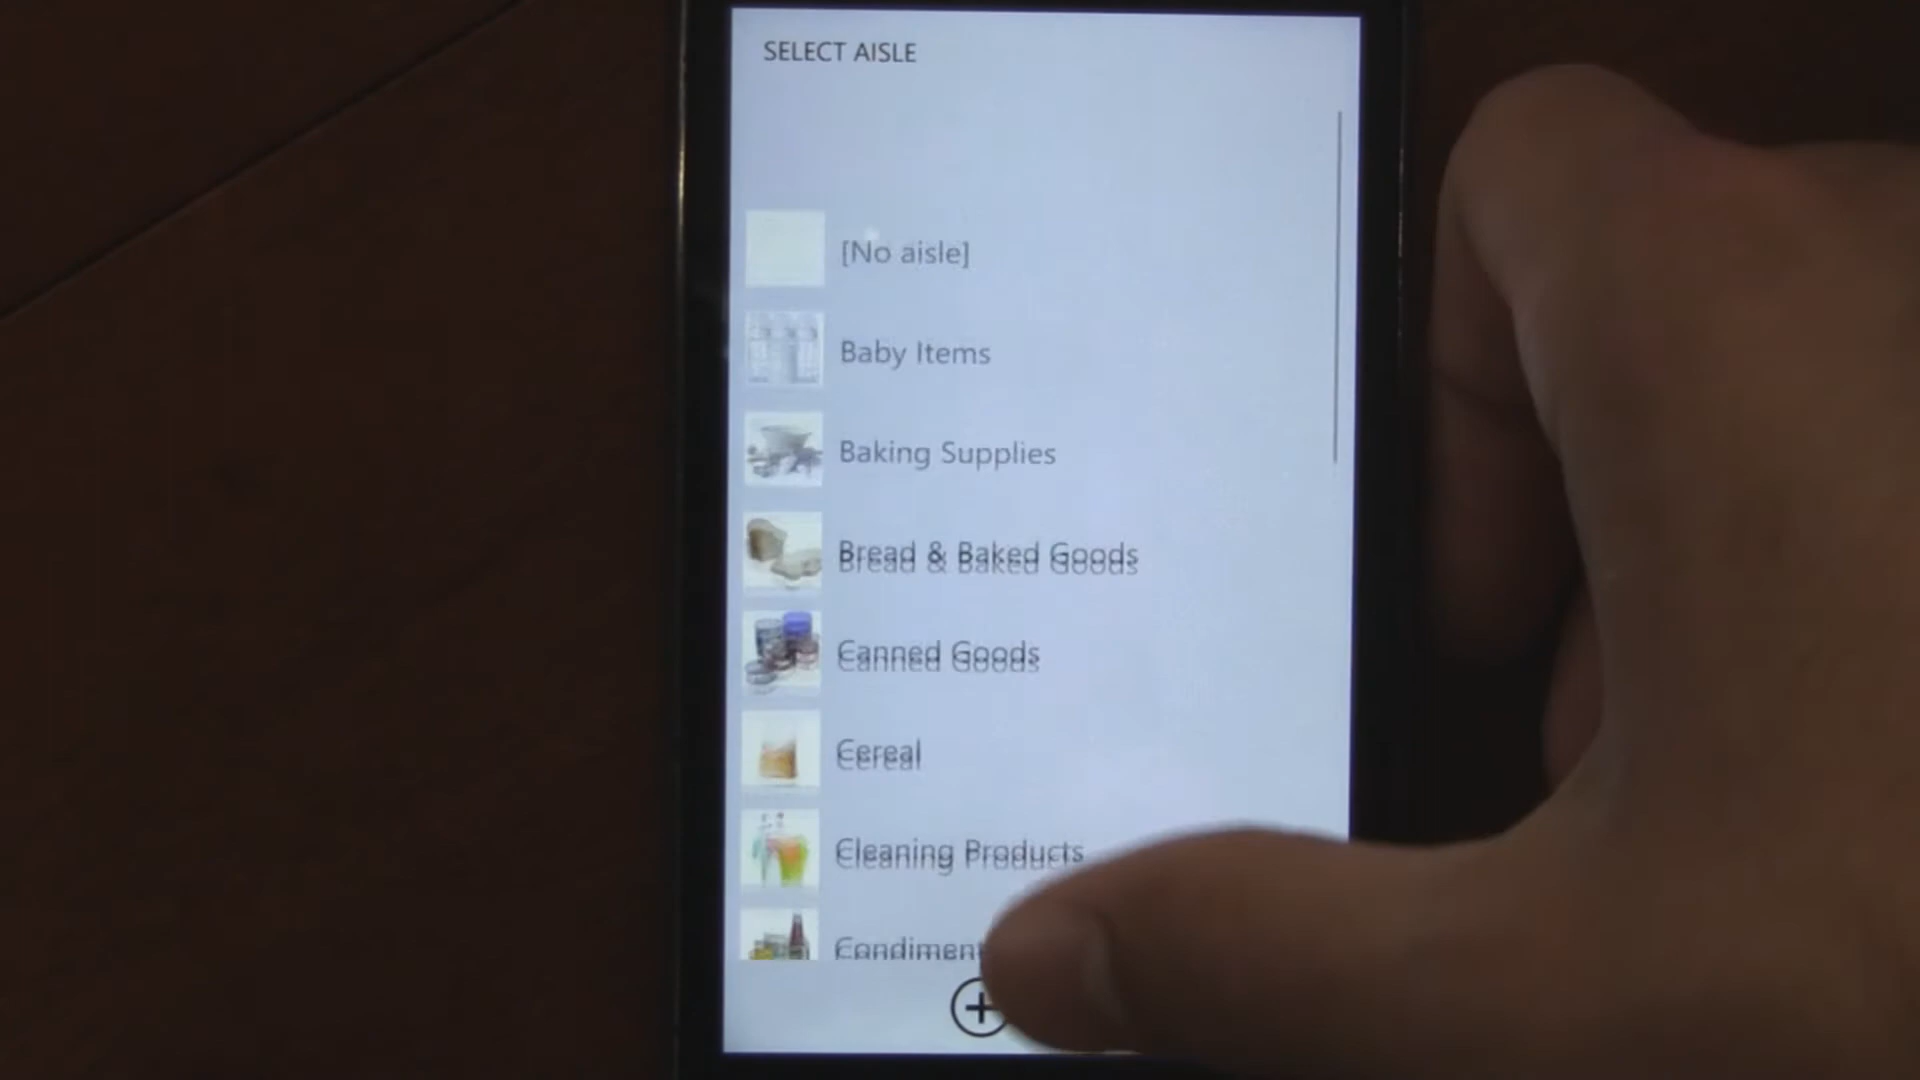 SELECT AISLE
[No aisle]
Baby Items
Baking Supplies
Bread & Baked Goods
Canned Goods
Cereal
Cleaning Products
Condiment